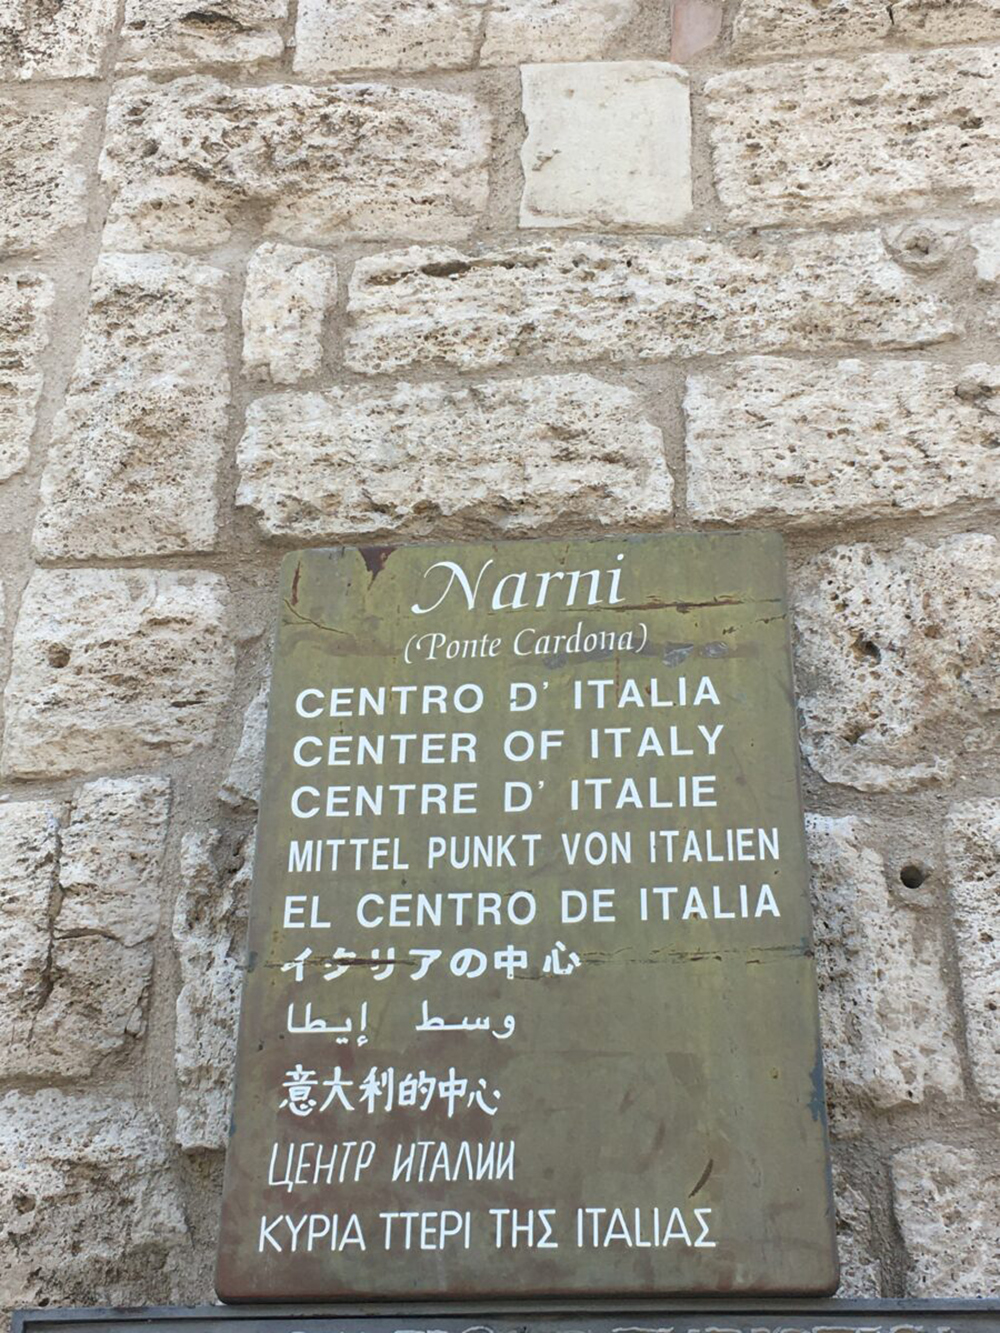 Narni
(Ponte Cardona)
CENTRO D' ITALIA
CENTER OF ITALY
CENTRE D' ITALIE
MITTEL PUNKT VON ITALIEN
EL CENTRO DE ITALIA
イタリアの中心
وسط إيطا
意大利的中心
ЦЕНТР ИТАЛИИ
ΚΥΡΙΑ ΤΤΕΡΙ ΤΗΣ ITALIAΣ